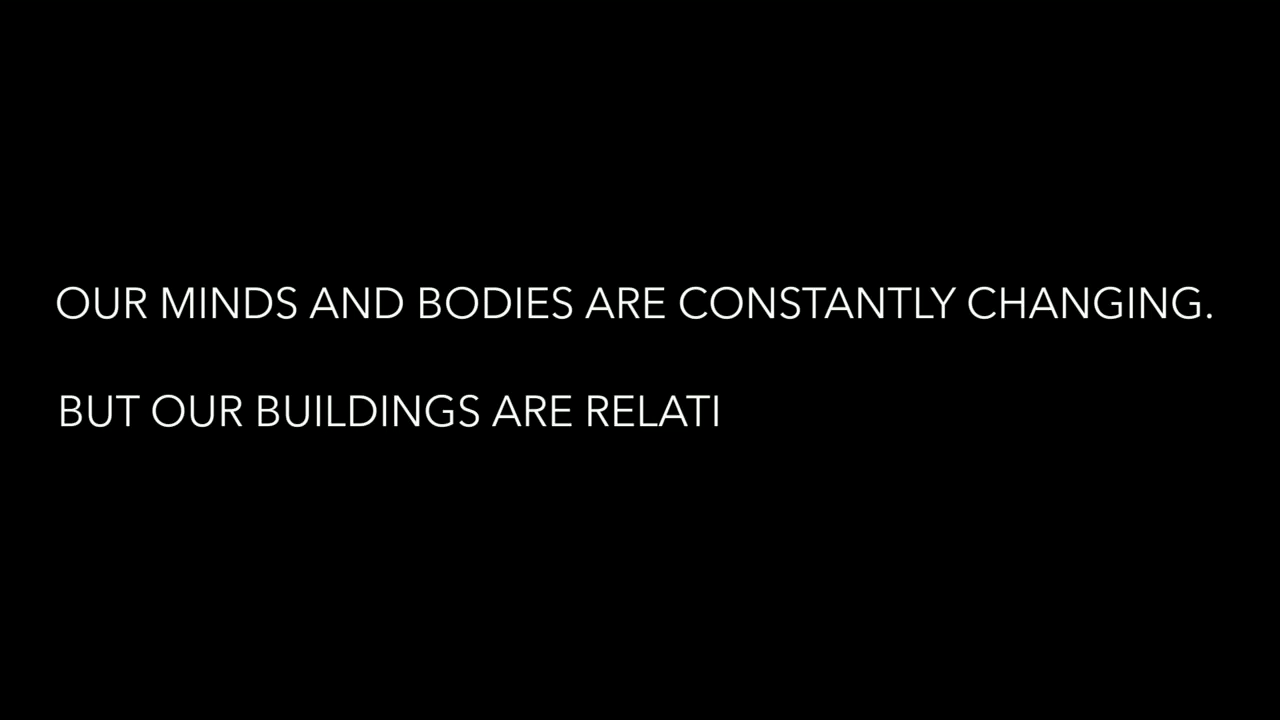 OUR MINDS AND BODIES ARE CONSTANTLY CHANGING.
BUT OUR BUILDINGS ARE RELATI